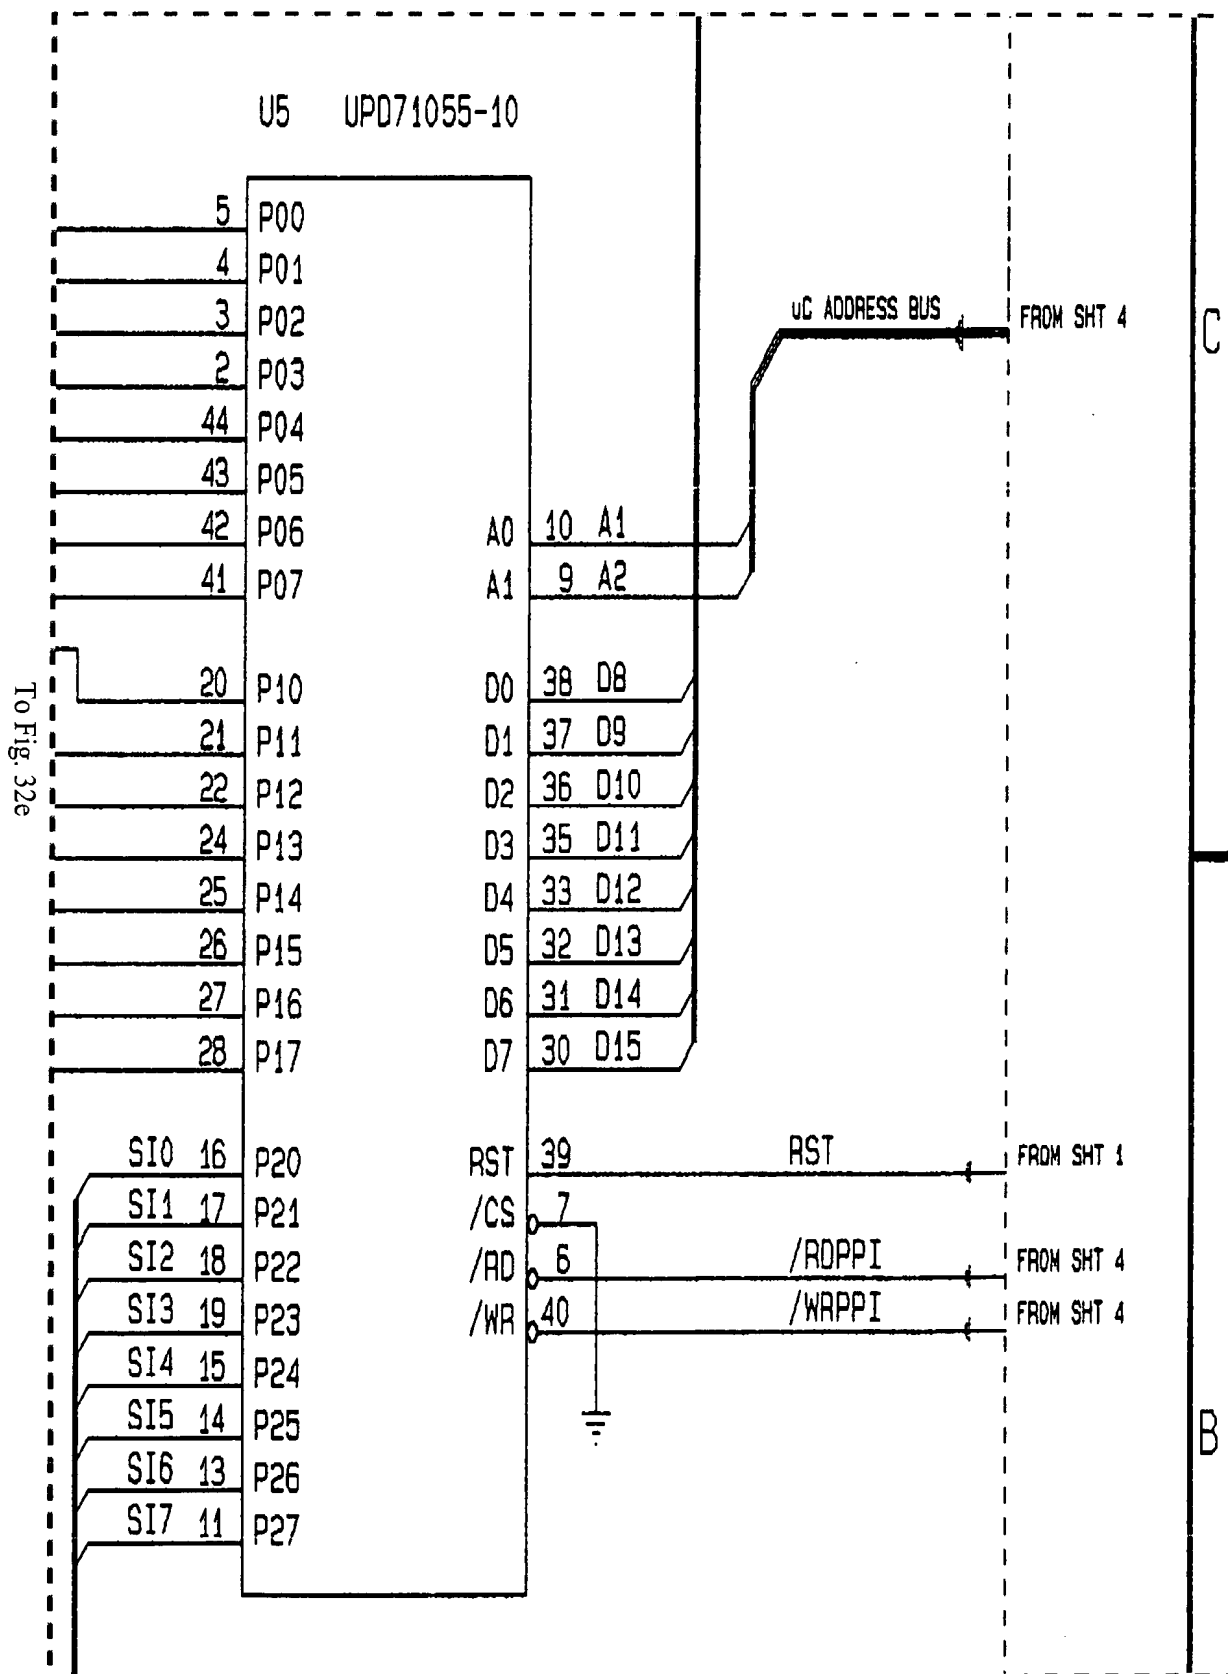 U5 UPD71055-10
5 P00
4 P01
3 P02
2 P03
44 P04
43 P05
42 P06
41 P07
20 P10
21 P11
22 P12
24 P13
25 P14
26 P15
27 P16
28 P17
SI0 16 P20
SI1 17 P21
SI2 18 P22
SI3 19 P23
SI4 15 P24
SI5 14 P25
SI6 13 P26
SI7 11 P27
A0 10 A1
A1 9 A2
D0 38 D8
D1 37 D9
D2 36 D10
D3 35 D11
D4 33 D12
D5 32 D13
D6 31 D14
D7 30 D15
RST 39 RST FROM SHT 1
/CS 7
/RD 6 /RDPPI FROM SHT 4
/WR 40 /WRPPI FROM SHT 4
uC ADDRESS BUS FROM SHT 4
C
B
To Fig. 32e